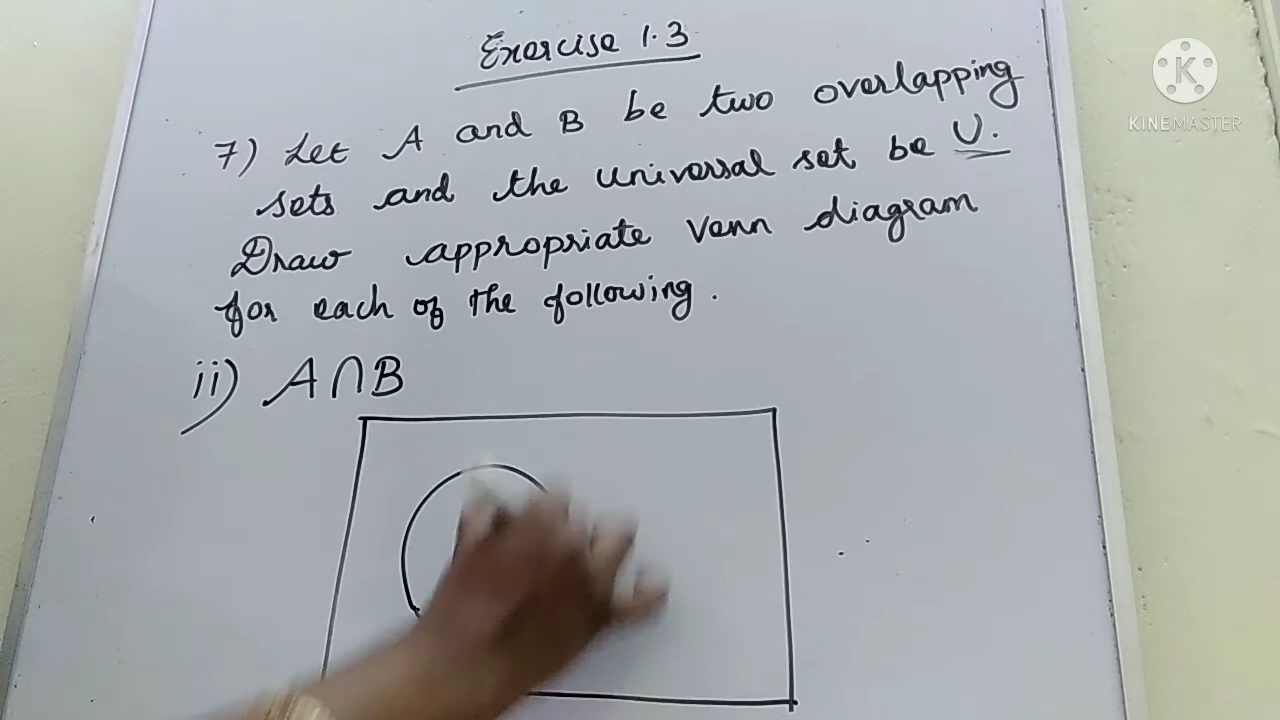 Exercise 1.3
7) Let A and B be two overlapping
sets and the universal set be U.
Draw appropriate Venn diagram
for each of the following.
ii) A∩B
K
KINEMASTER